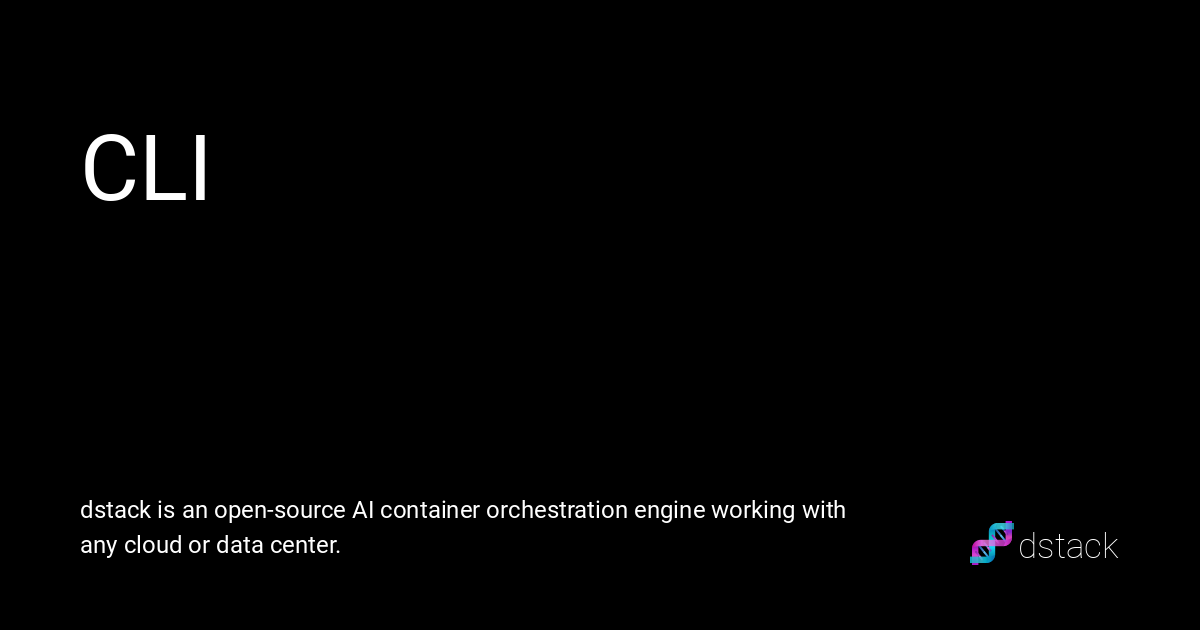 CLI
dstack is an open-source AI container orchestration engine working with
any cloud or data center.
dstack